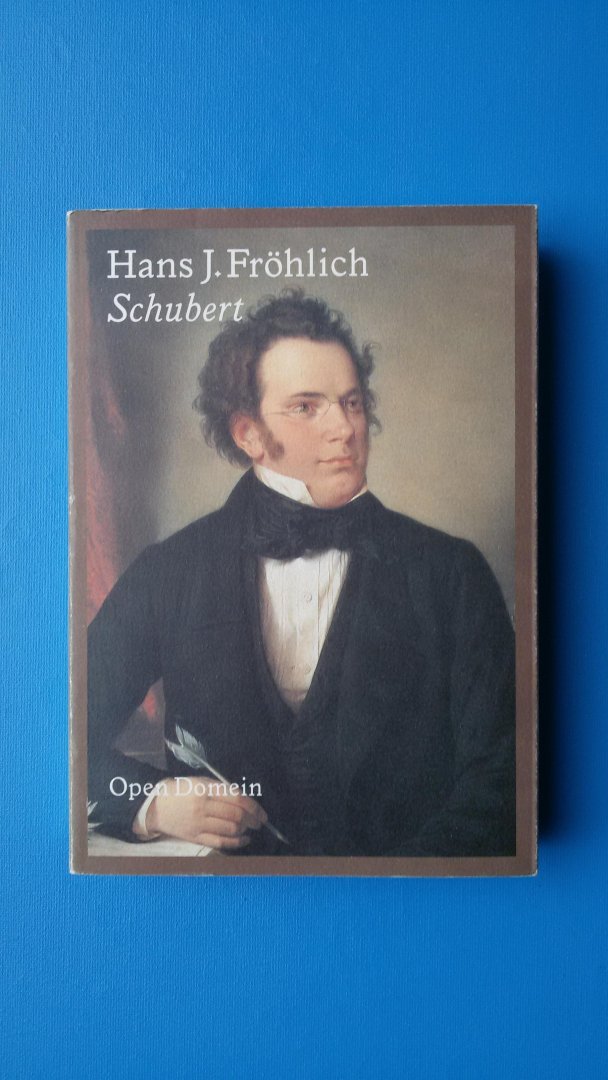 Hans J. Fröhlich
Schubert
Open Domein